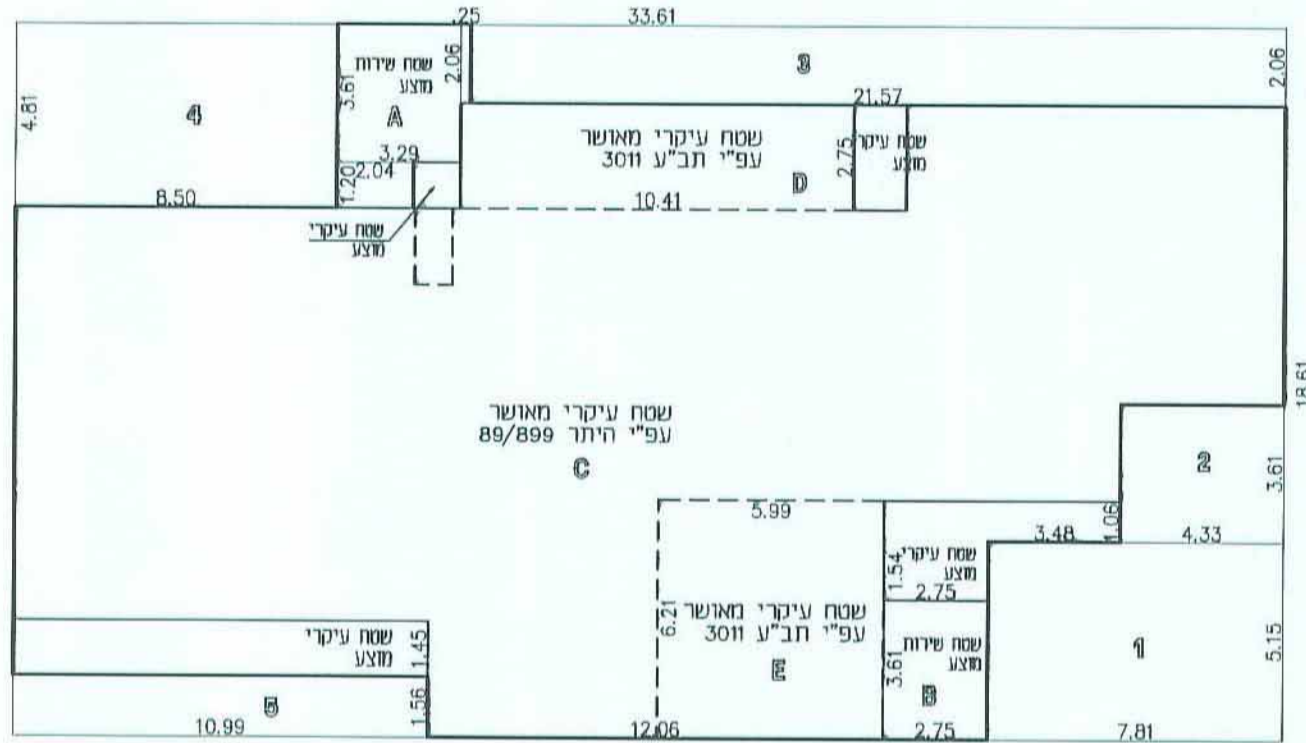 .25
33.61
שטח שירות
מוצע
A
3.61
2.06
3.29
2.04
1.20
4
4.81
8.50
3
2.06
21.57
שטח עיקרי מאושר
עפ"י תב"ע 3011
D
2.75
10.41
שטח עיקרי
מוצע
שטח עיקרי
מוצע
18.61
שטח עיקרי מאושר
עפ"י היתר 89/899
C
2
3.61
4.33
5.99
1.06
3.48
שטח עיקרי
מוצע
1.54
2.75
שטח עיקרי מאושר
עפ"י תב"ע 3011
6.21
E
שטח שירות
מוצע
3.61
B
2.75
1
5.15
7.81
שטח עיקרי
מוצע
1.45
5
1.56
10.99
12.06